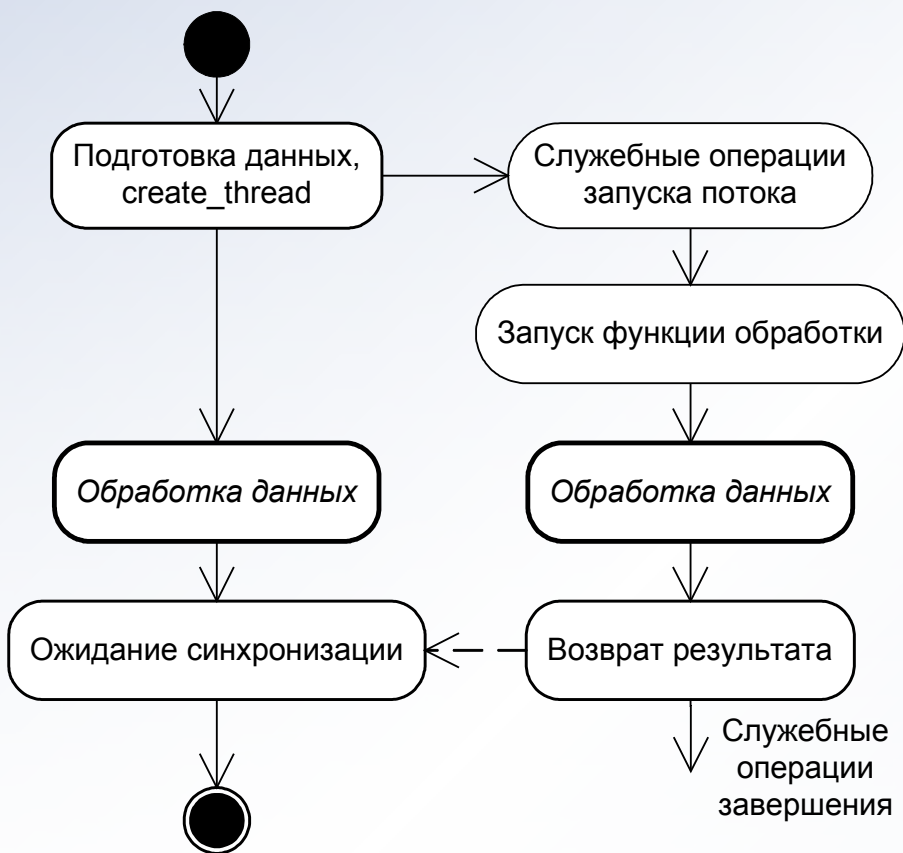 Подготовка данных,
create_thread
Служебные операции
запуска потока
Запуск функции обработки
Обработка данных
Обработка данных
Ожидание синхронизации
Возврат результата
Служебные
операции
завершения